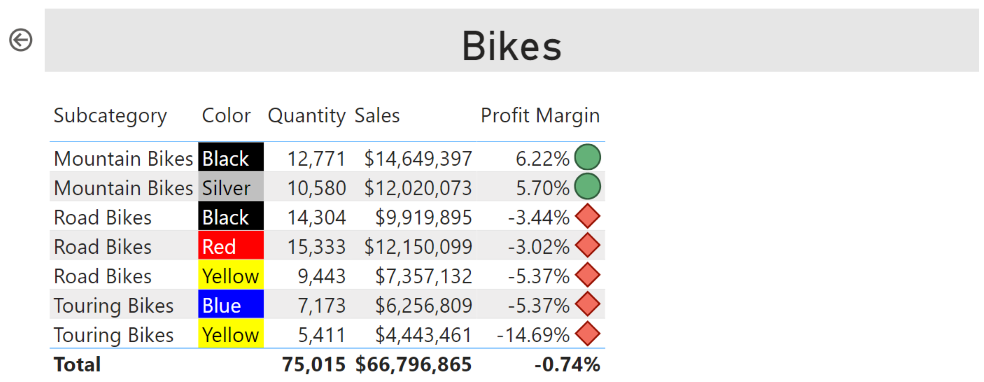 Bikes
Subcategory Color Quantity Sales Profit Margin
Mountain Bikes Black 12,771 $14,649,397 6.22%
Mountain Bikes Silver 10,580 $12,020,073 5.70%
Road Bikes Black 14,304 $9,919,895 -3.44%
Road Bikes Red 15,333 $12,150,099 -3.02%
Road Bikes Yellow 9,443 $7,357,132 -5.37%
Touring Bikes Blue 7,173 $6,256,809 -5.37%
Touring Bikes Yellow 5,411 $4,443,461 -14.69%
Total 75,015 $66,796,865 -0.74%